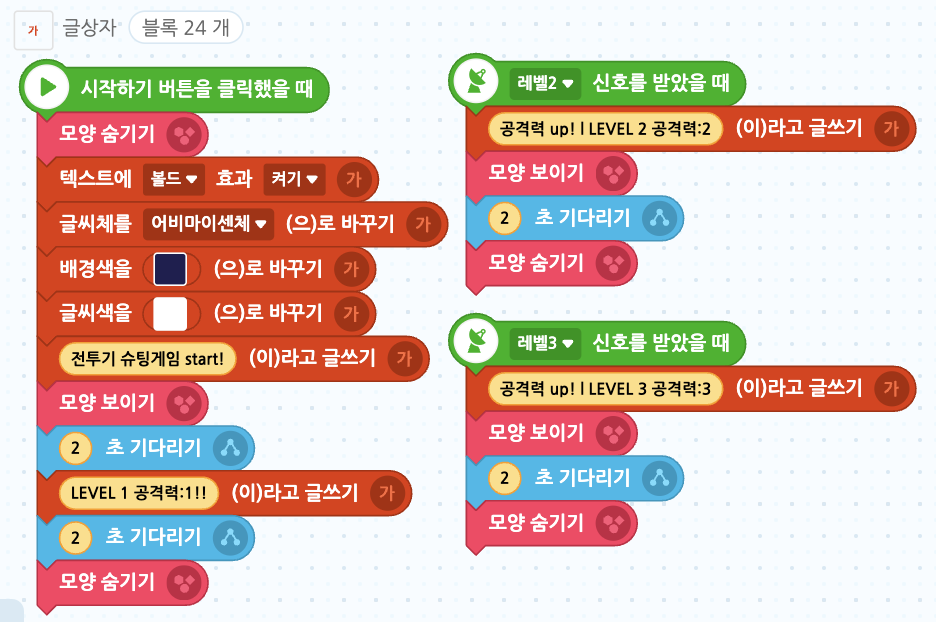 가 글상자 블록 24 개
시작하기 버튼을 클릭했을 때
모양 숨기기
텍스트에 볼드 효과 켜기 가
글씨체를 어비마이센체 (으)로 바꾸기 가
배경색을 (으)로 바꾸기 가
글씨색을 (으)로 바꾸기 가
전투기 슈팅게임 start! (이)라고 글쓰기 가
모양 보이기
2 초 기다리기
LEVEL 1 공격력:1!! (이)라고 글쓰기 가
2 초 기다리기
모양 숨기기
레벨2 신호를 받았을 때
공격력 up! l LEVEL 2 공격력:2 (이)라고 글쓰기 가
모양 보이기
2 초 기다리기
모양 숨기기
레벨3 신호를 받았을 때
공격력 up! l LEVEL 3 공격력:3 (이)라고 글쓰기 가
모양 보이기
2 초 기다리기
모양 숨기기